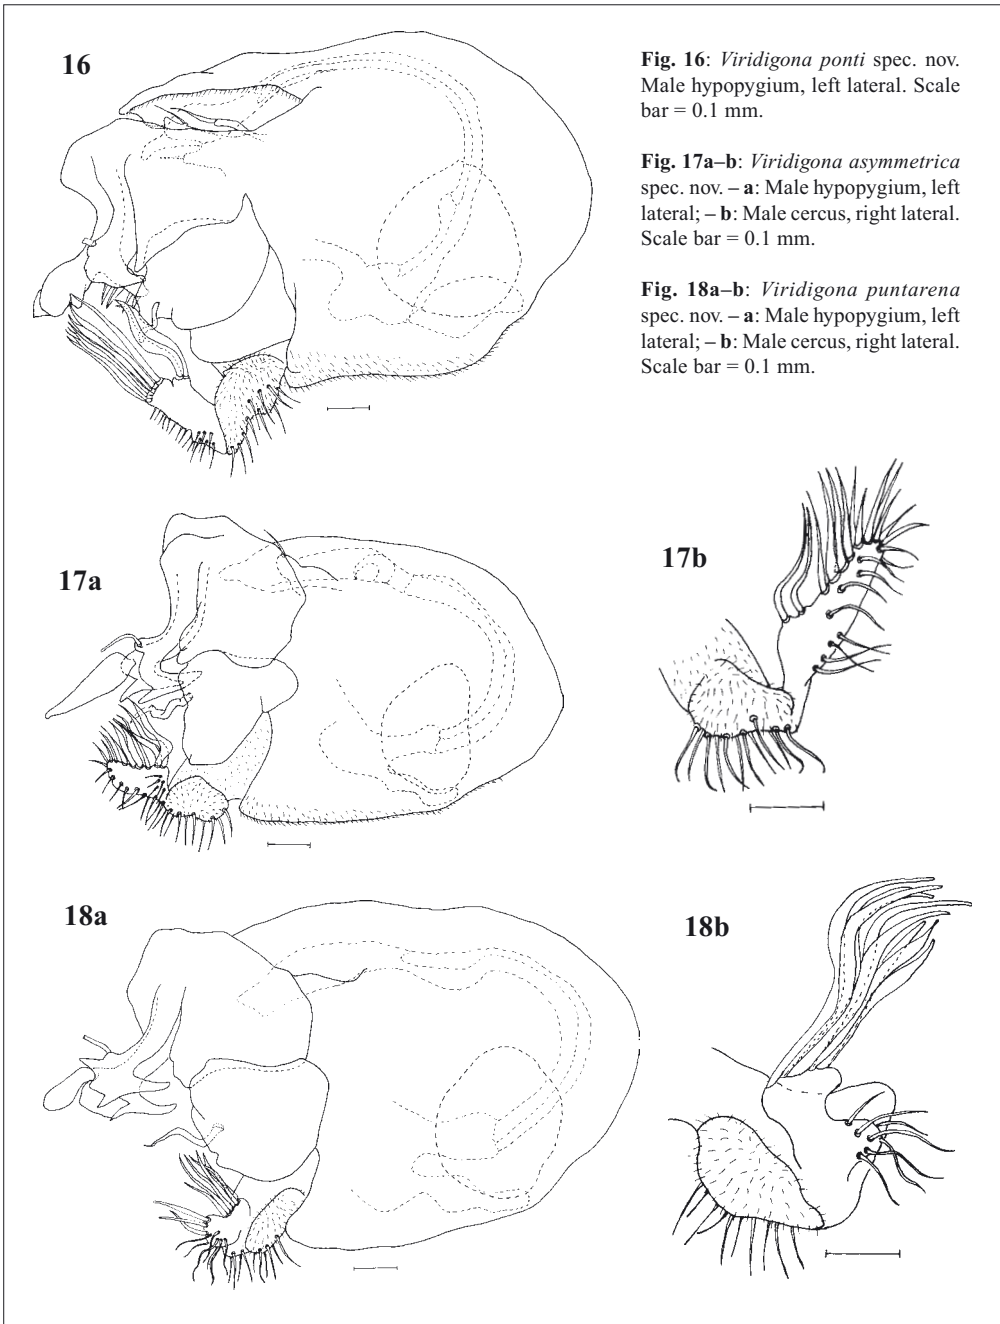 16
Fig. 16: Viridigona ponti spec. nov.
Male hypopygium, left lateral. Scale
bar = 0.1 mm.
Fig. 17a–b: Viridigona asymmetrica
spec. nov. – a: Male hypopygium, left
lateral; – b: Male cercus, right lateral.
Scale bar = 0.1 mm.
Fig. 18a–b: Viridigona puntarena
spec. nov. – a: Male hypopygium, left
lateral; – b: Male cercus, right lateral.
Scale bar = 0.1 mm.
17a
17b
18a
18b